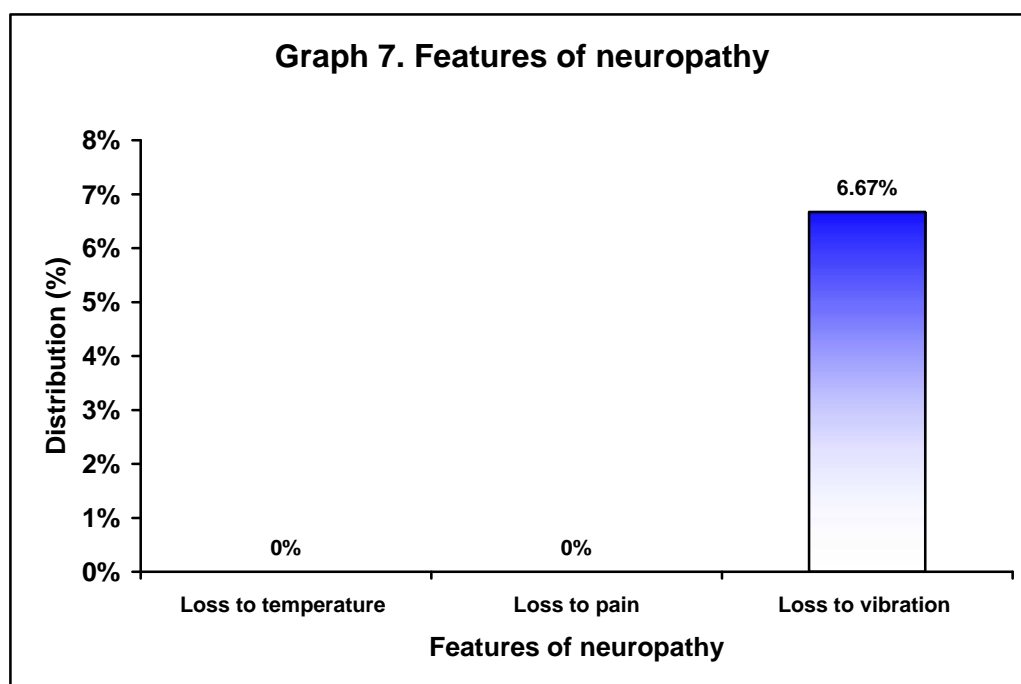 Graph 7. Features of neuropathy
8%
7%
6%
5%
4%
3%
2%
1%
0%
Distribution (%)
6.67%
0%
0%
Loss to temperature
Loss to pain
Loss to vibration
Features of neuropathy